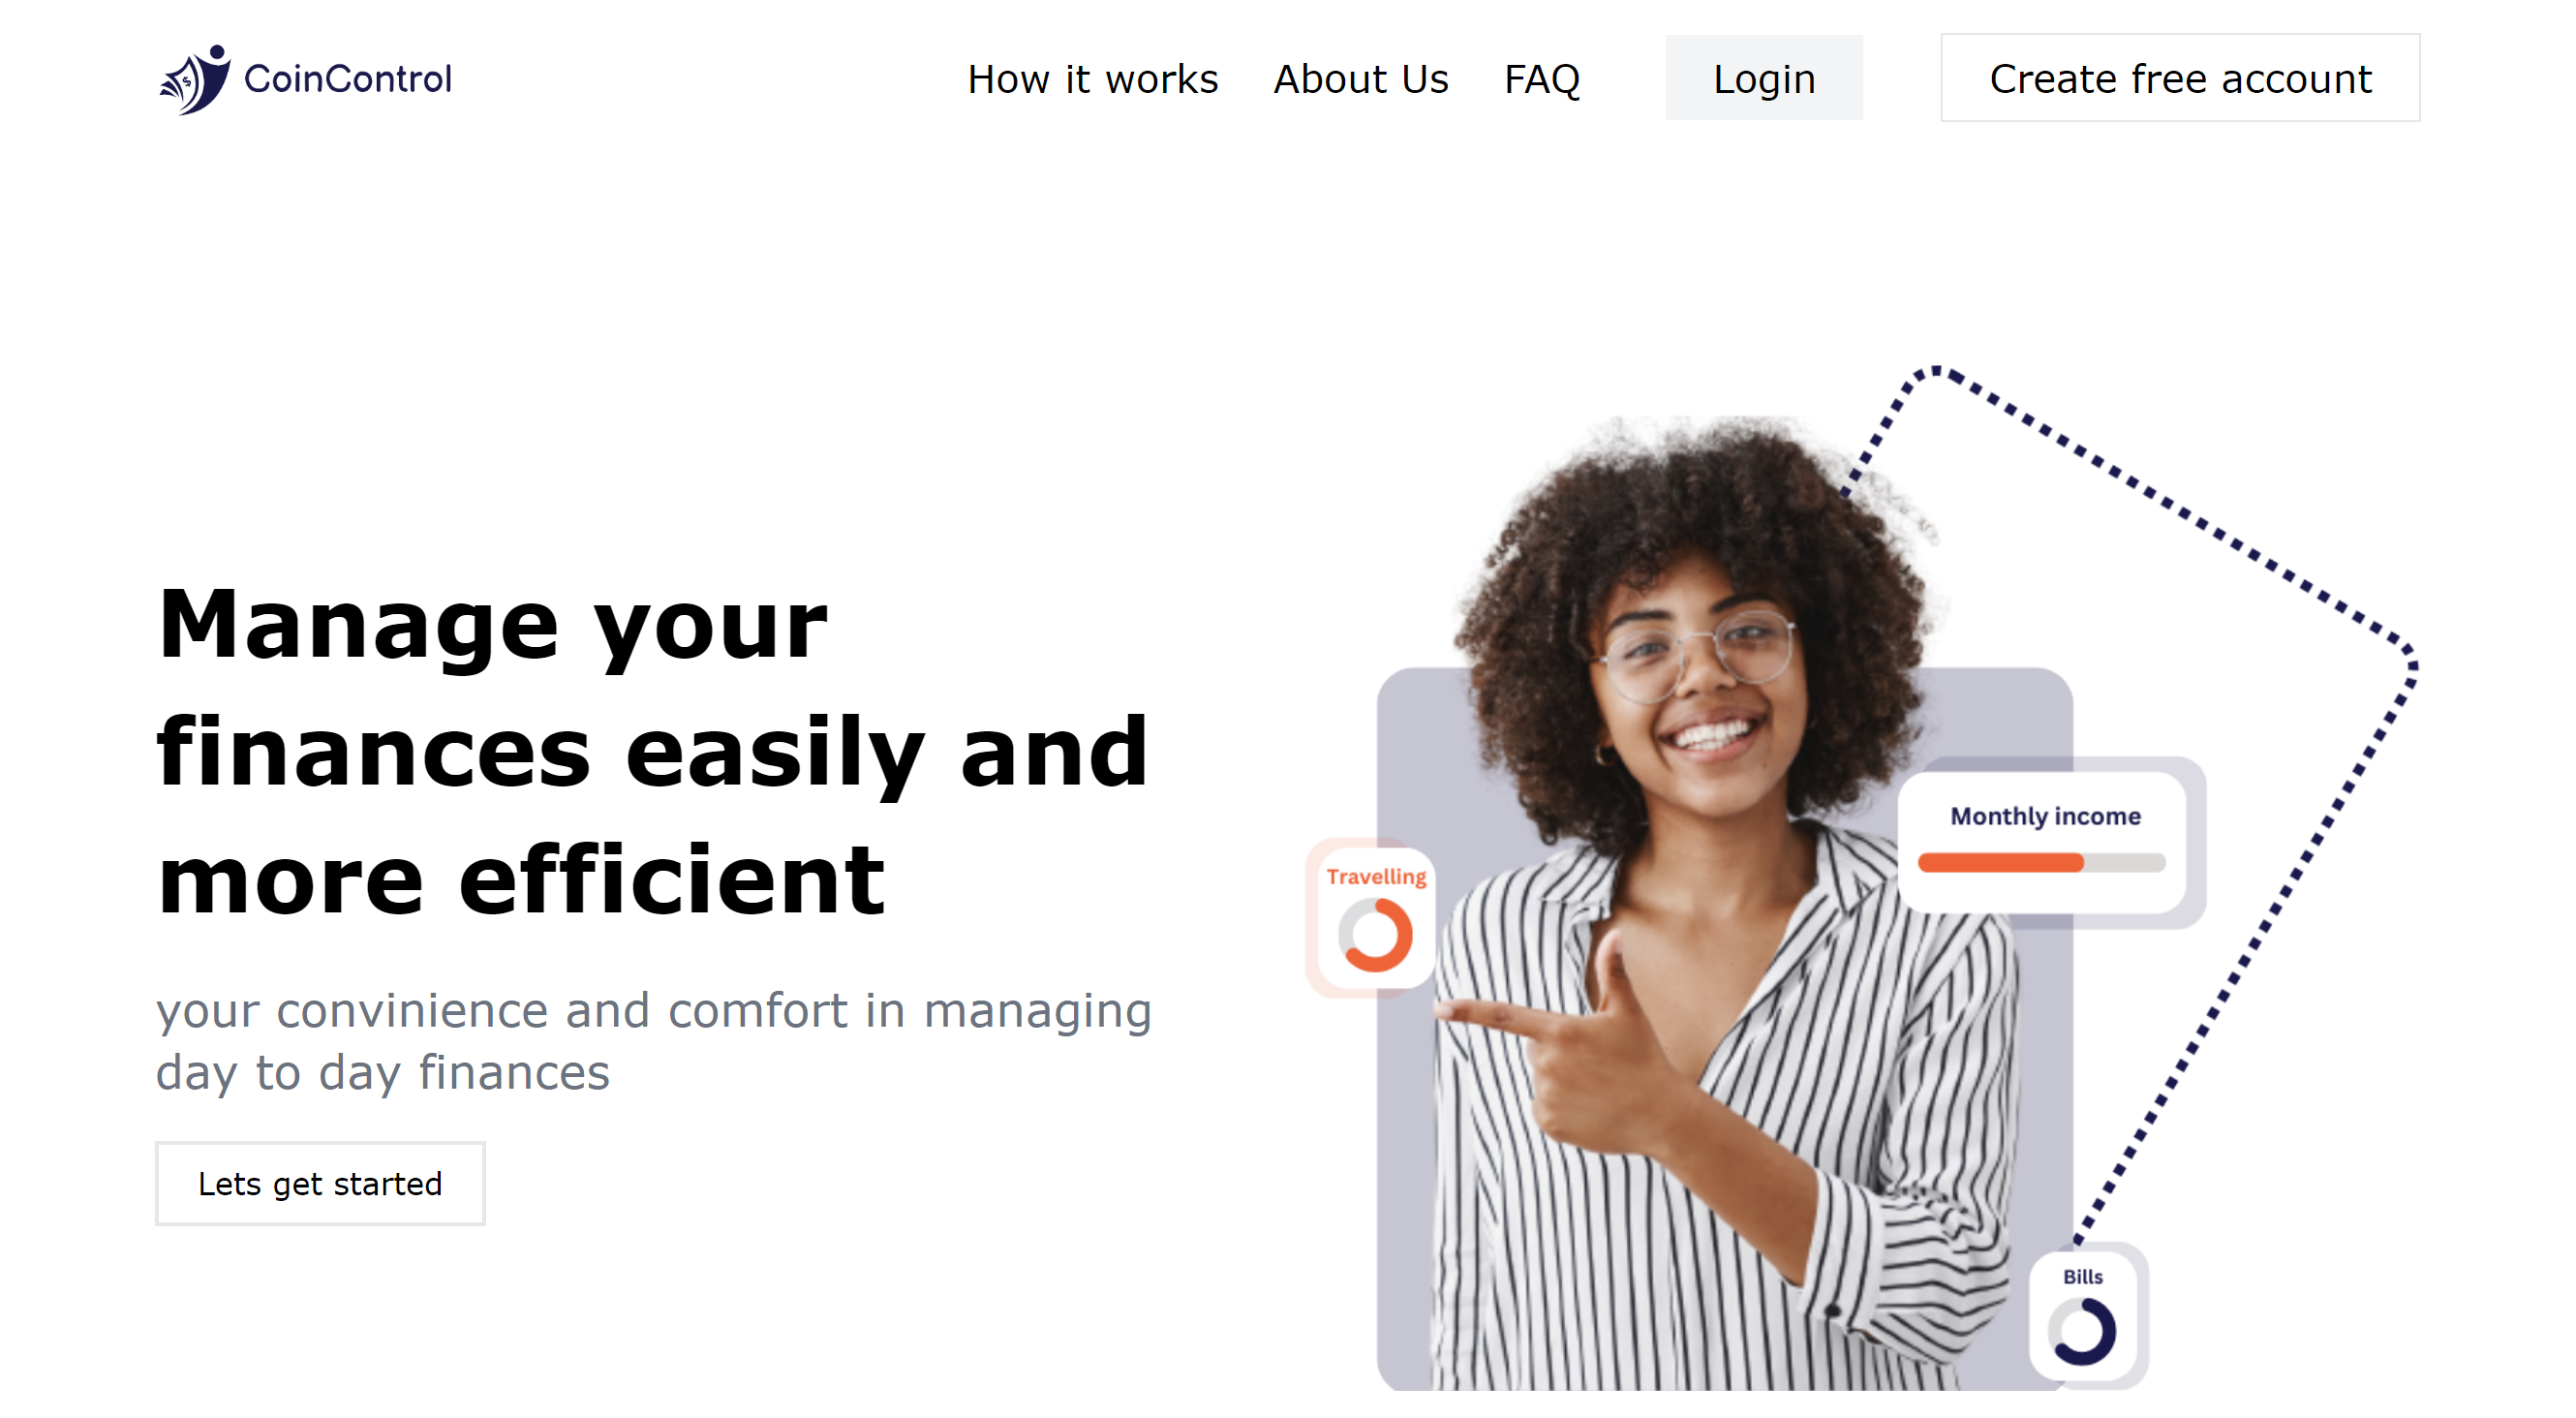 CoinControl
How it works
About Us
FAQ
Login
Create free account
Manage your
finances easily and
more efficient
your convinience and comfort in managing
day to day finances
Lets get started
Travelling
Monthly income
Bills